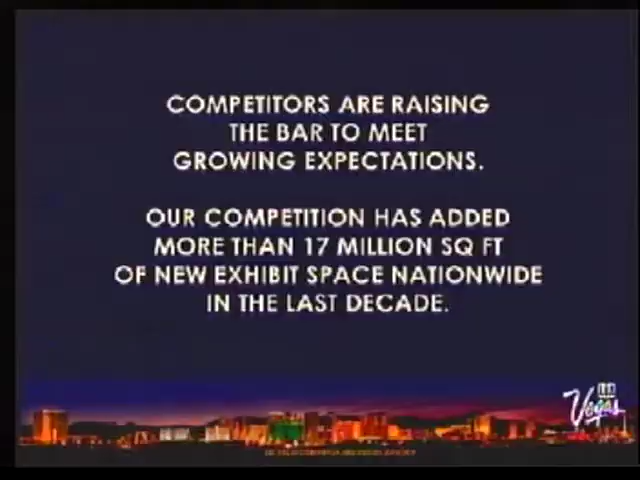 COMPETITORS ARE RAISING
THE BAR TO MEET
GROWING EXPECTATIONS.
OUR COMPETITION HAS ADDED
MORE THAN 17 MILLION SQ FT
OF NEW EXHIBIT SPACE NATIONWIDE
IN THE LAST DECADE.
Vegas